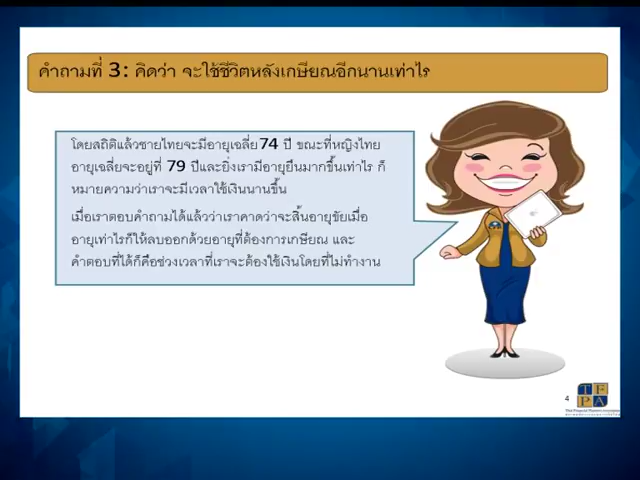 คำถามที่ 3: คิดว่า จะใช้ชีวิตหลังเกษียณอีกนานเท่าไร
โดยสถิติแล้วชายไทยจะมีอายุเฉลี่ย 74 ปี ขณะที่หญิงไทย
อายุเฉลี่ยจะอยู่ที่ 79 ปีและยิ่งเรามีอายุยืนมากขึ้นเท่าไร ก็
หมายความว่าเราจะมีเวลาใช้เงินนานขึ้น
เมื่อเราตอบคำถามได้แล้วว่าเราคาดว่าจะสิ้นอายุขัยเมื่อ
อายุเท่าไรก็ให้ลบออกด้วยอายุที่ต้องการเกษียณ และ
คำตอบที่ได้ก็คือช่วงเวลาที่เราจะต้องใช้เงินโดยที่ไม่ทำงาน
4
TF
PA